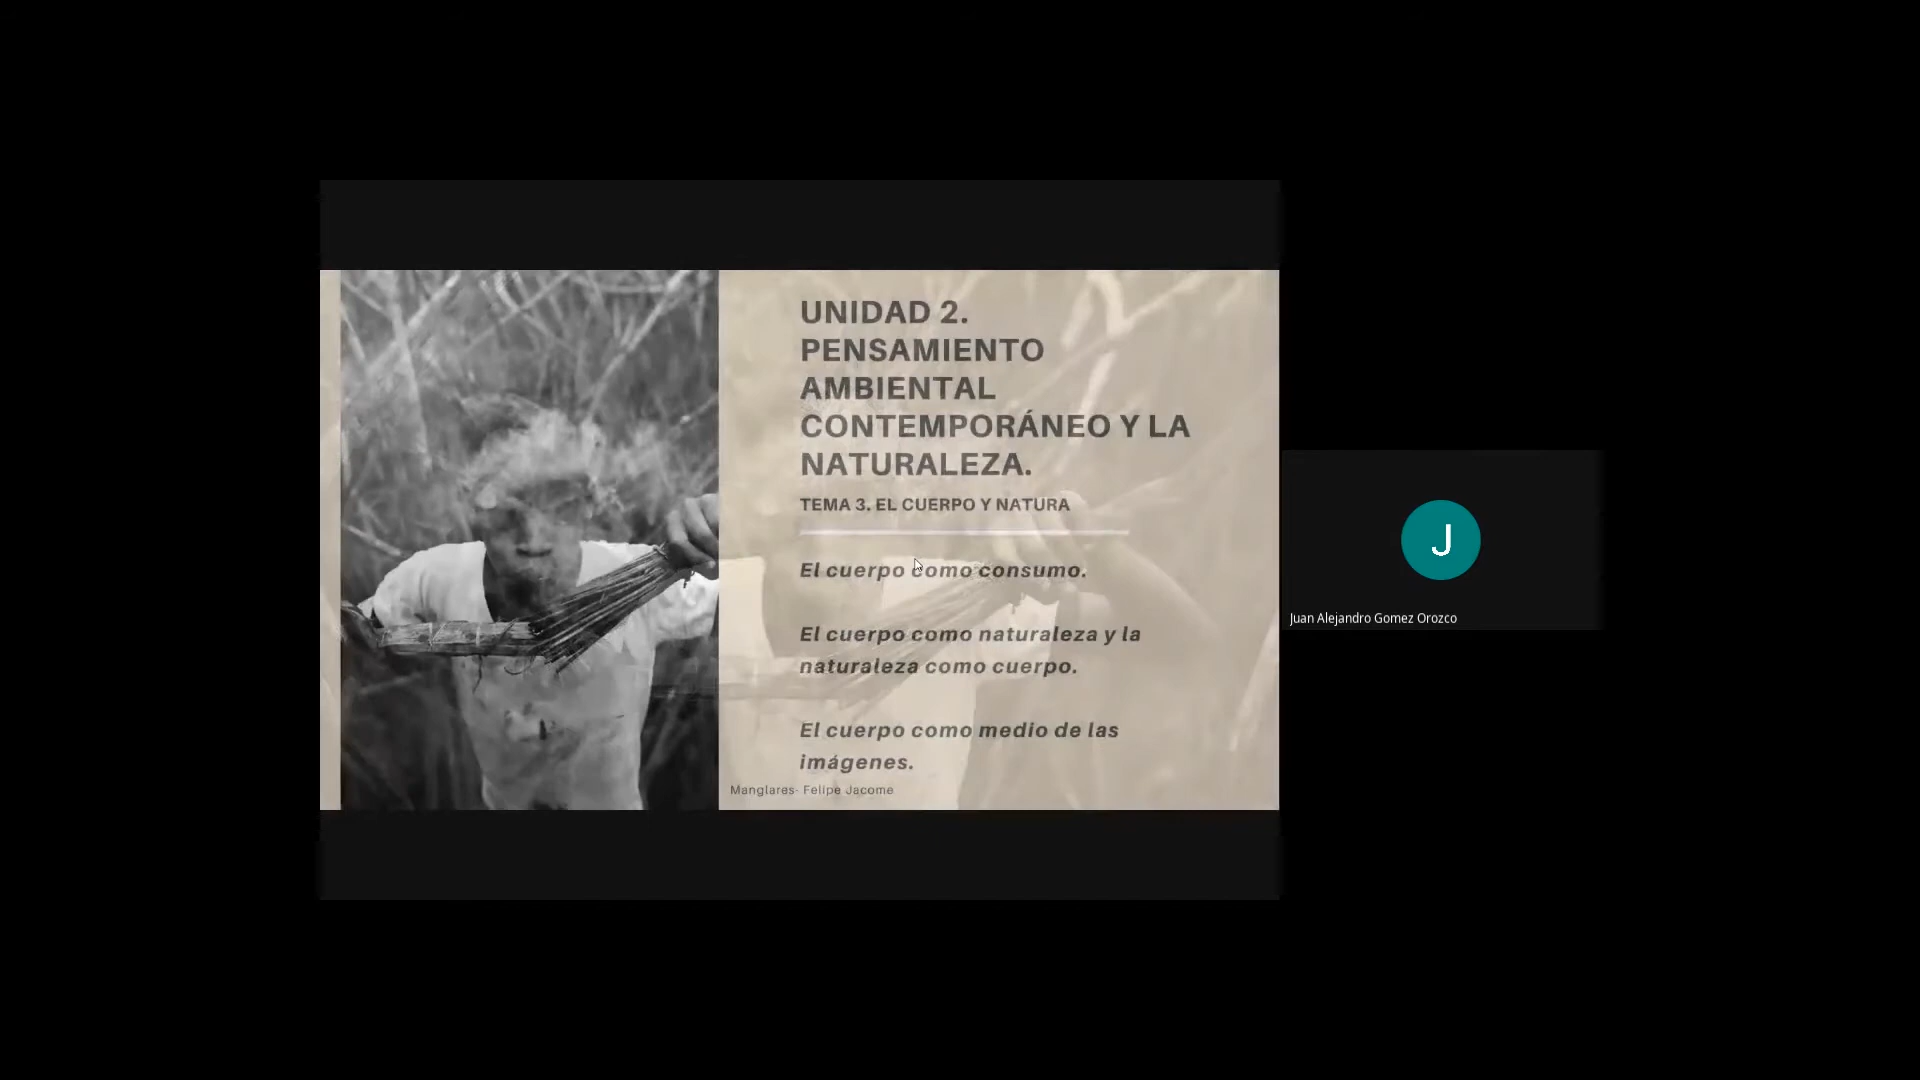 UNIDAD 2.
PENSAMIENTO
AMBIENTAL
CONTEMPORÁNEO Y LA
NATURALEZA.
TEMA 3. EL CUERPO Y NATURA
El cuerpo como consumo.
El cuerpo como naturaleza y la
naturaleza como cuerpo.
El cuerpo como medio de las
imágenes.
Manglares- Felipe Jacome
J
Juan Alejandro Gomez Orozco